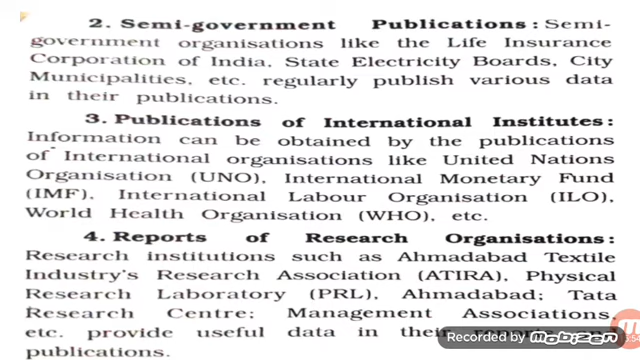 2. Semi-government Publications : Semi-
government organisations like the Life Insurance
Corporation of India, State Electricity Boards, City
Municipalities, etc. regularly publish various data
in their publications.
3. Publications of International Institutes :
Information can be obtained by the publications
of International organisations like United Nations
Organisation (UNO), International Monetary Fund
(IMF), International Labour Organisation (ILO),
World Health Organisation (WHO), etc.
4. Reports of Research Organisations :
Research institutions such as Ahmadabad Textile
Industry's Research Association (ATIRA), Physical
Research Laboratory (PRL), Ahmadabad; Tata
Research Centre; Management Associations,
etc. provide useful data in their reports and
publications.
Recorded by mobizen